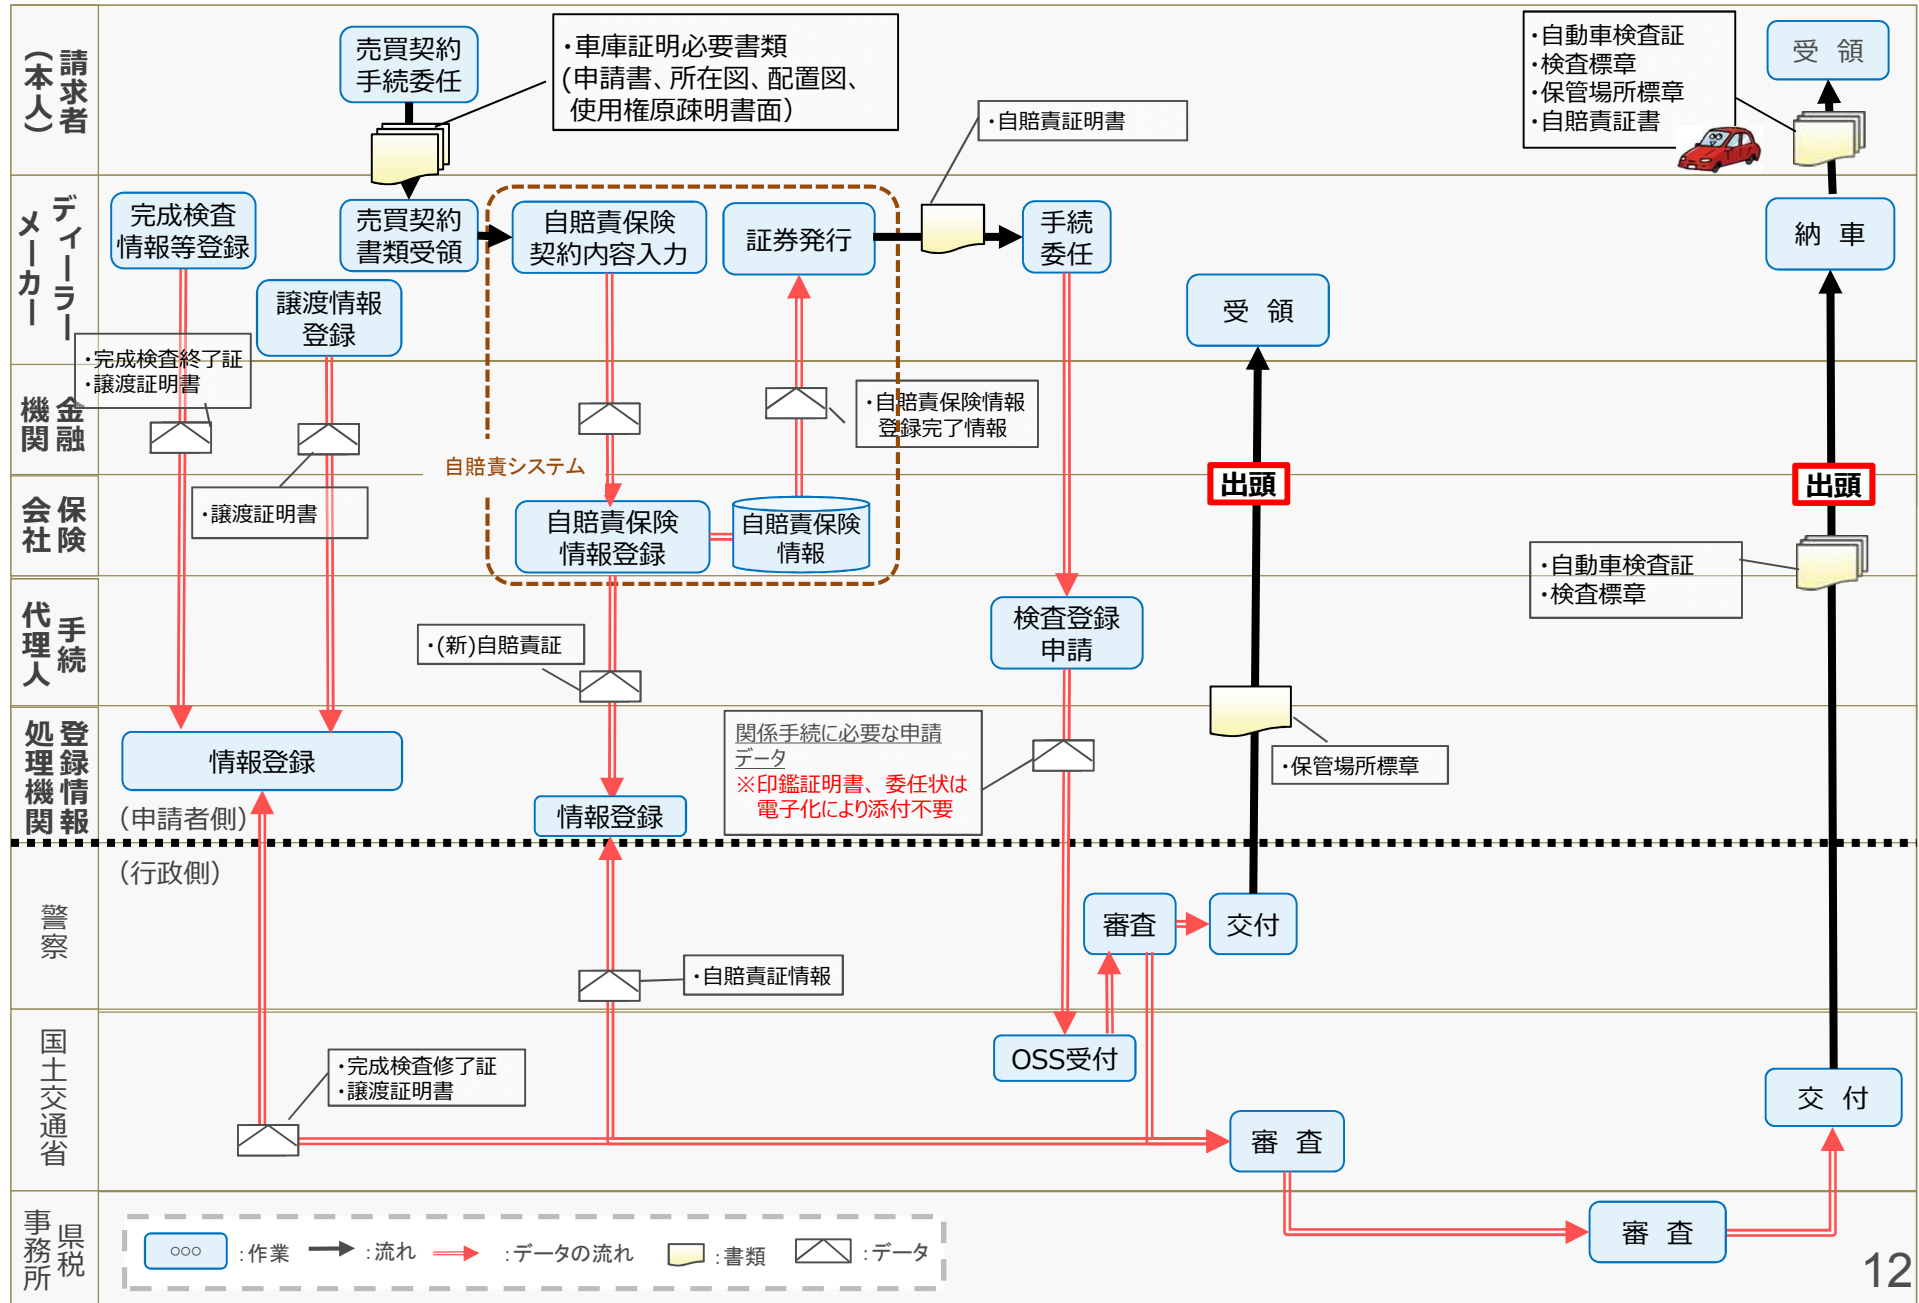 請求者
(本人)
売買契約
手続委任
・車庫証明必要書類
(申請書、所在図、配置図、
使用権原疎明書面)
・自賠責証明書
・自動車検査証
・検査標章
・保管場所標章
・自賠責証書
受 領
ディーラー
メーカー
完成検査
情報等登録
売買契約
書類受領
自賠責保険
契約内容入力
証券発行
手続
委任
納 車
譲渡情報
登録
受 領
・完成検査終了証
・譲渡証明書
金融
機関
・自賠責保険情報
登録完了情報
自賠責システム
出頭
出頭
保険
会社
・譲渡証明書
自賠責保険
情報登録
自賠責保険
情報
・自動車検査証
・検査標章
手続
代理人
・(新)自賠責証
検査登録
申請
登録情報
処理機関
情報登録
関係手続に必要な申請
データ
※印鑑証明書、委任状は
電子化により添付不要
・保管場所標章
情報登録
(申請者側)
(行政側)
警察
審査
交付
・自賠責証情報
国土交通省
OSS受付
・完成検査修了証
・譲渡証明書
交 付
審 査
県税
事務所
○○○
:作業
:流れ
:データの流れ
:書類
:データ
審 査
12